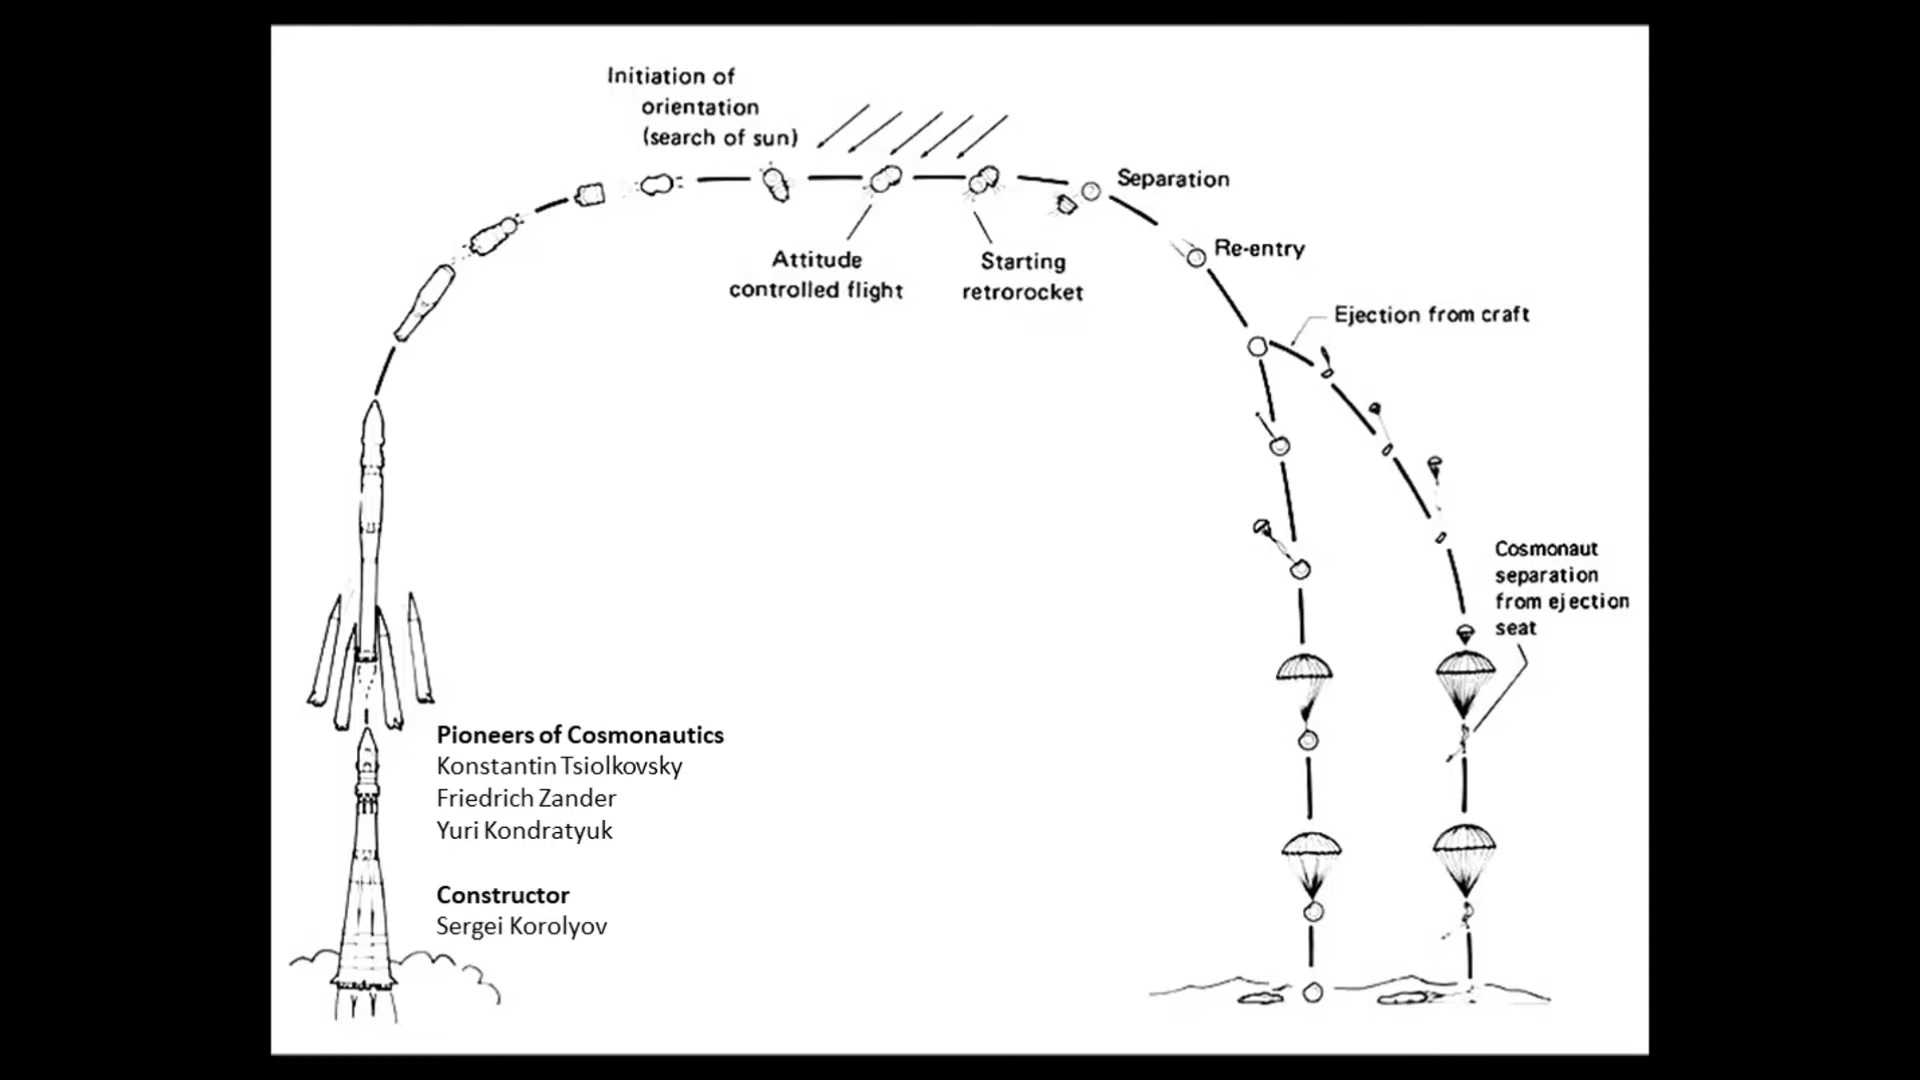 Initiation of
orientation
(search of sun)
Separation
Re-entry
Attitude
controlled flight
Starting
retrorocket
Ejection from craft
Cosmonaut
separation
from ejection
seat
Pioneers of Cosmonautics
Konstantin Tsiolkovsky
Friedrich Zander
Yuri Kondratyuk
Constructor
Sergei Korolyov